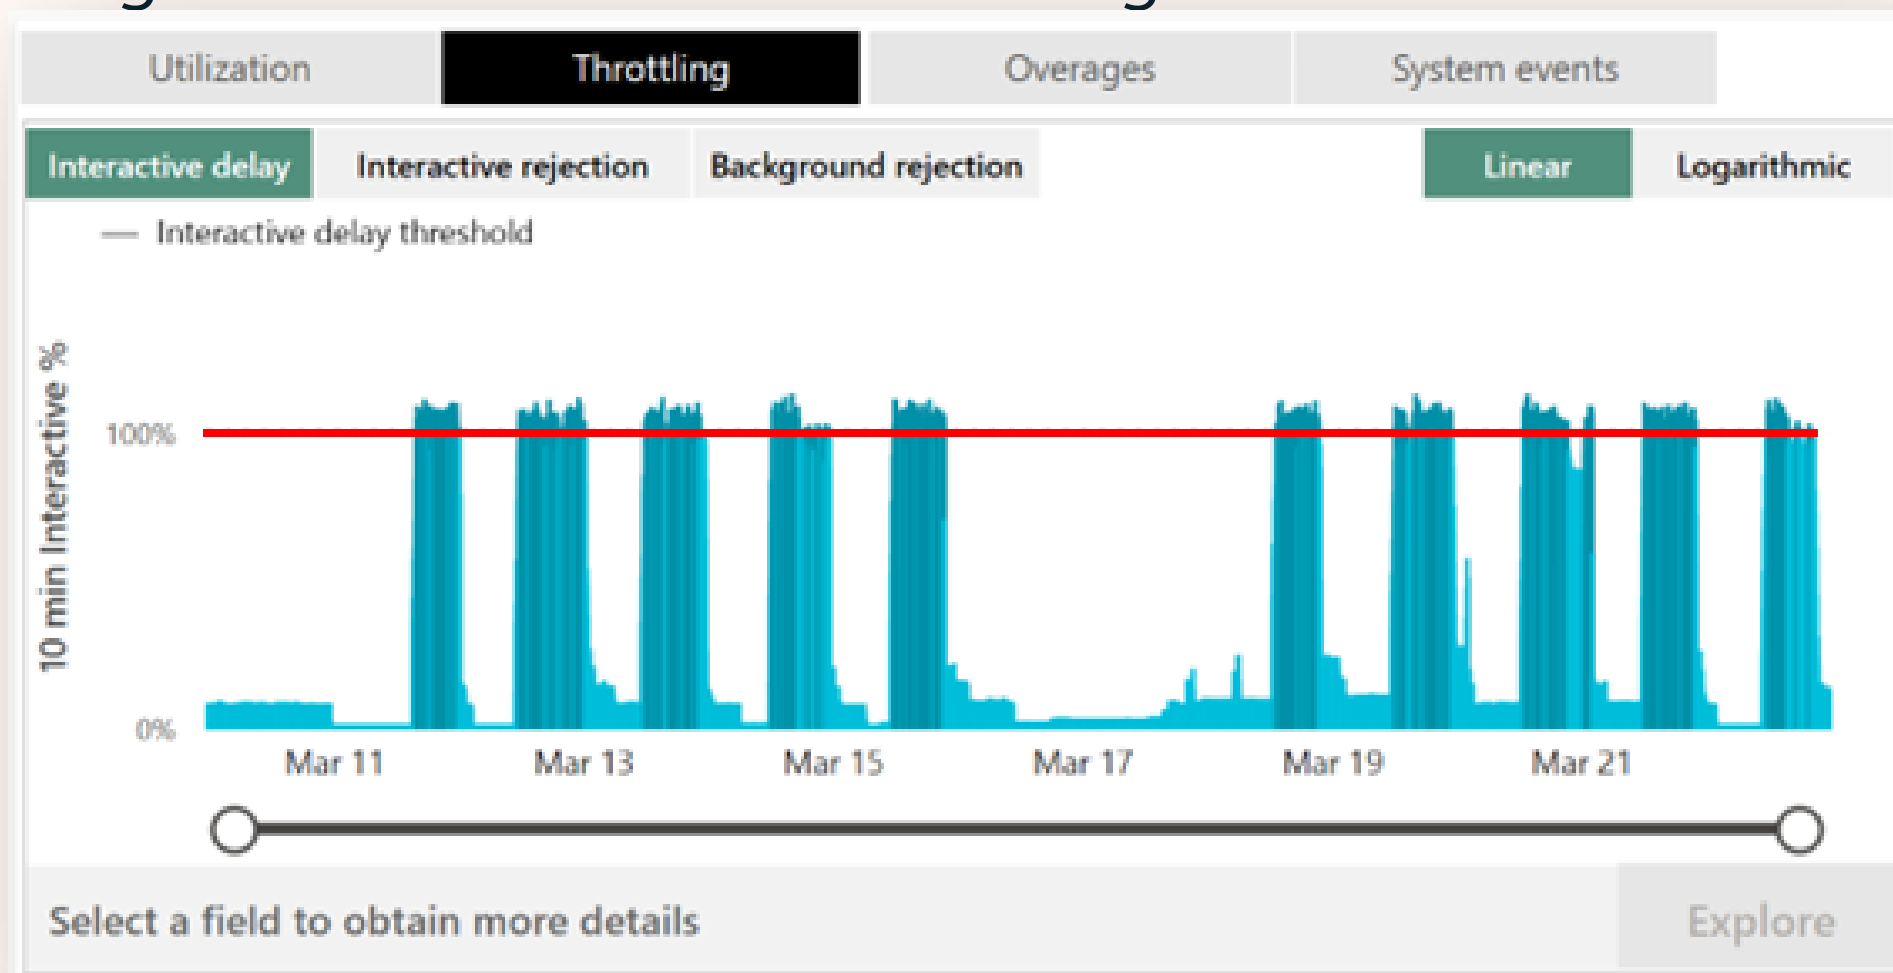 Utilization
Throttling
Overages
System events
Interactive delay
Interactive rejection
Background rejection
Linear
Logarithmic
Interactive delay threshold
10 min Interactive %
100%
0%
Mar 11
Mar 13
Mar 15
Mar 17
Mar 19
Mar 21
Select a field to obtain more details
Explore